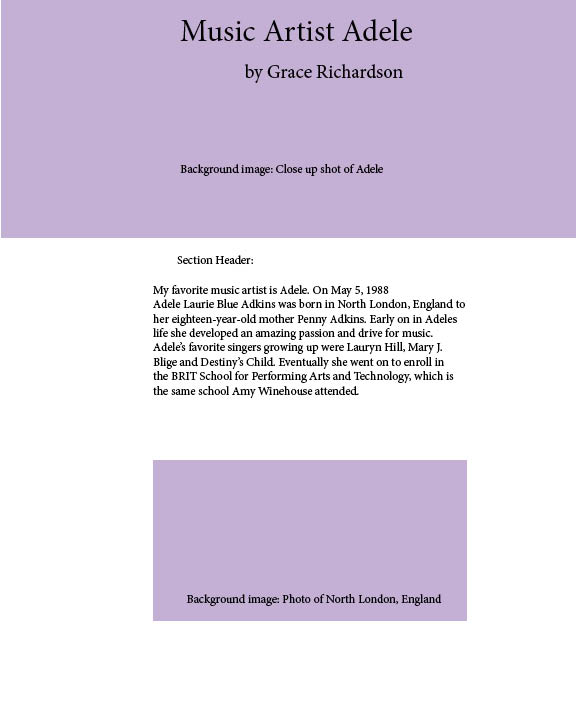 Music Artist Adele
by Grace Richardson
Background image: Close up shot of Adele
Section Header:
My favorite music artist is Adele. On May 5, 1988
Adele Laurie Blue Adkins was born in North London, England to
her eighteen-year-old mother Penny Adkins. Early on in Adeles
life she developed an amazing passion and drive for music.
Adele’s favorite singers growing up were Lauryn Hill, Mary J.
Blige and Destiny’s Child. Eventually she went on to enroll in
the BRIT School for Performing Arts and Technology, which is
the same school Amy Winehouse attended.
Background image: Photo of North London, England